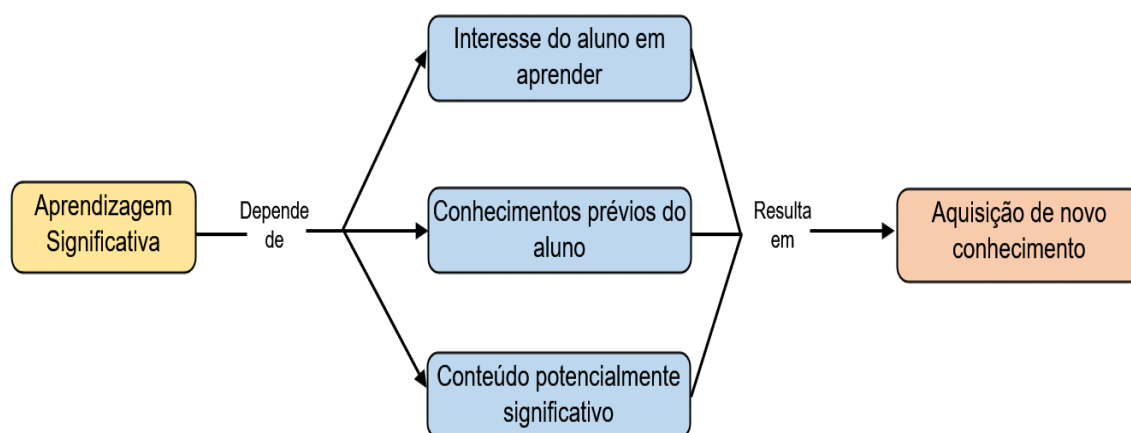 Interesse do aluno em
aprender
Aprendizagem
Significativa
Depende
de
Conhecimentos prévios do
aluno
Resulta
em
Aquisição de novo
conhecimento
Conteúdo potencialmente
significativo